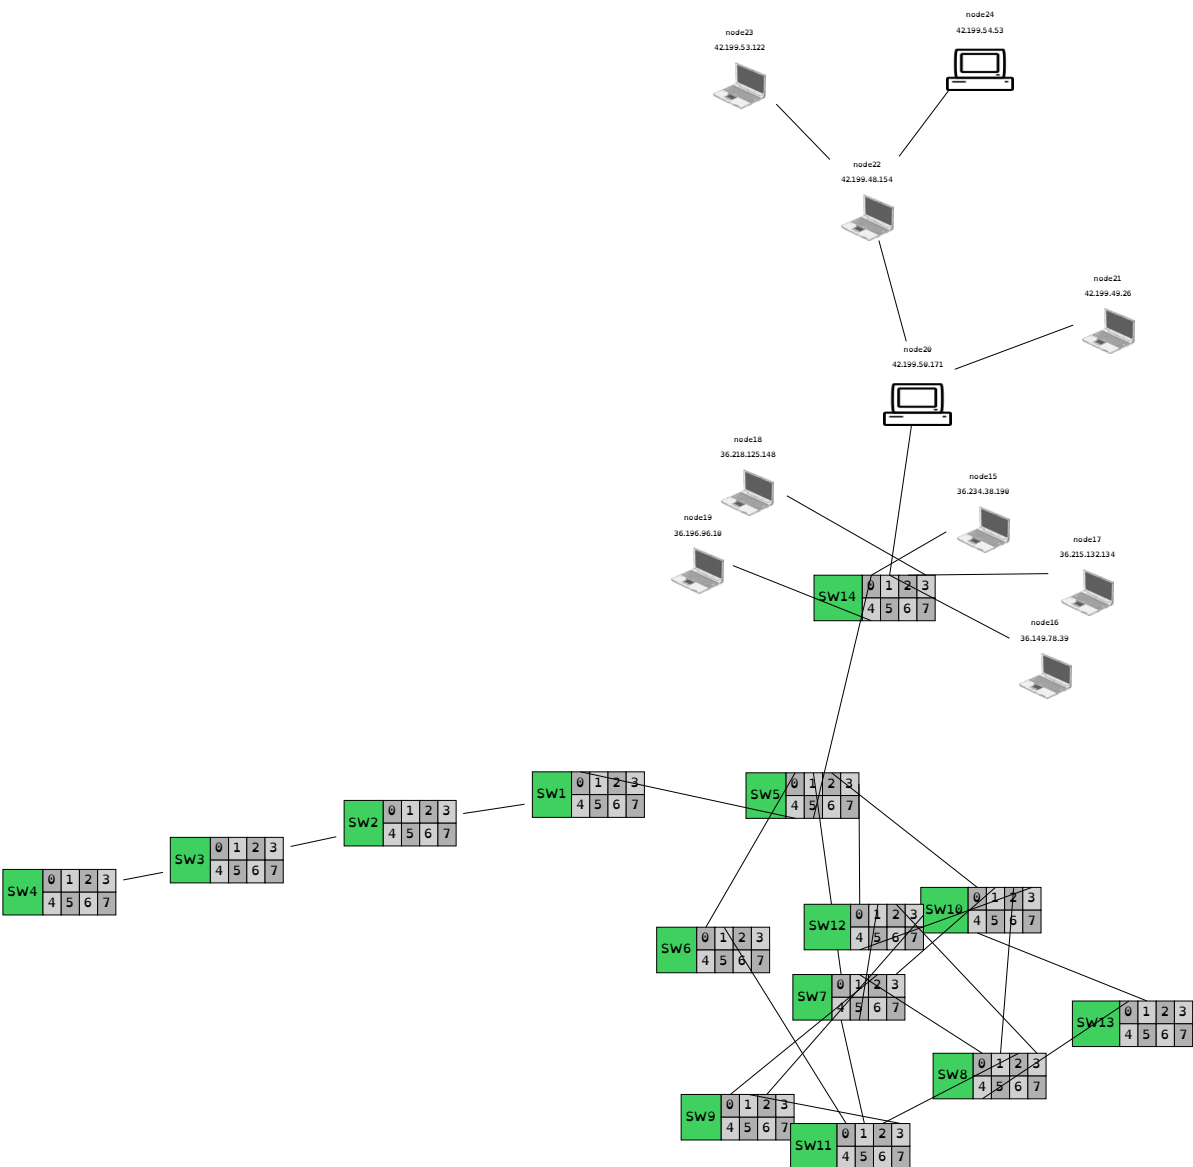 node24
42.199.54.53
node23
42.199.53.122
node22
42.199.48.154
node21
42.199.49.26
node20
42.199.50.171
node18
36.218.125.148
node15
36.234.38.190
node19
36.196.96.10
node17
36.215.132.134
SW14 0 1 2 3
4 5 6 7
node16
36.149.78.39
SW1 0 1 2 3
4 5 6 7
SW5 0 1 2 3
4 5 6 7
SW2 0 1 2 3
4 5 6 7
SW3 0 1 2 3
4 5 6 7
SW4 0 1 2 3
4 5 6 7
SW10 0 1 2 3
4 5 6 7
SW12 0 1 2 3
4 5 6 7
SW6 0 1 2 3
4 5 6 7
SW7 0 1 2 3
4 5 6 7
SW13 0 1 2 3
4 5 6 7
SW8 0 1 2 3
4 5 6 7
SW9 0 1 2 3
4 5 6 7
SW11 0 1 2 3
4 5 6 7